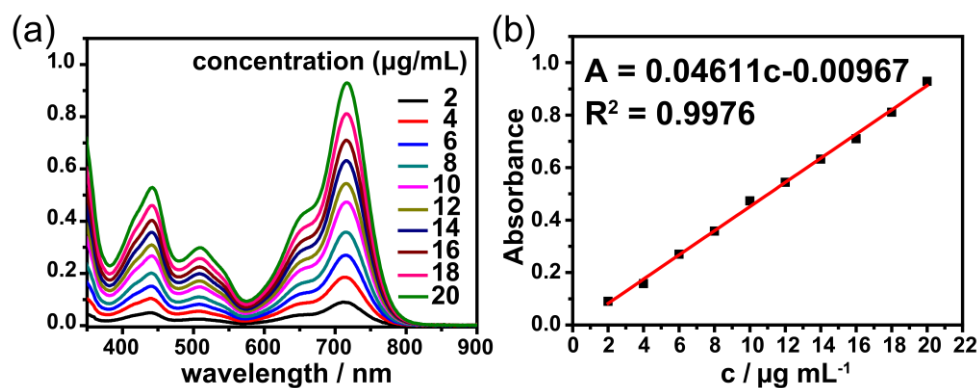 (a)
concentration (µg/mL)
2
4
6
8
10
12
14
16
18
20
1.0
0.8
0.6
0.4
0.2
0.0
400 500 600 700 800 900
wavelength / nm
(b)
A = 0.04611c-0.00967
R² = 0.9976
Absorbance
1.0
0.8
0.6
0.4
0.2
0.0
0 2 4 6 8 10 12 14 16 18 20 22
c / µg mL⁻¹